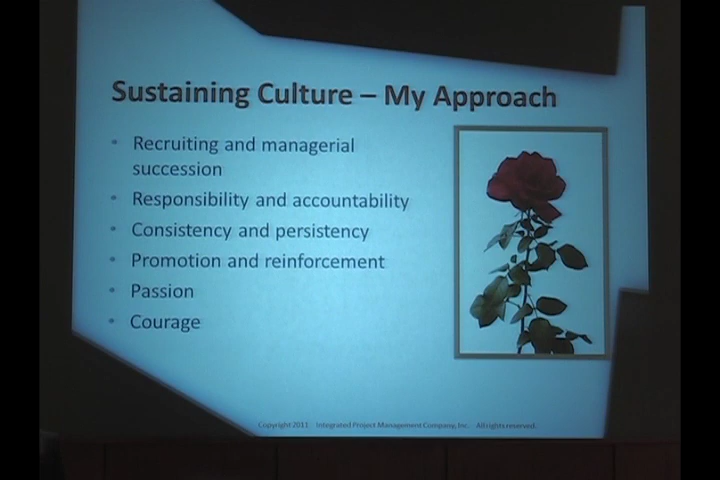 Sustaining Culture – My Approach
• Recruiting and managerial
succession
• Responsibility and accountability
• Consistency and persistency
• Promotion and reinforcement
• Passion
• Courage
Copyright 2011 Integrated Project Management Company, Inc. All rights reserved.